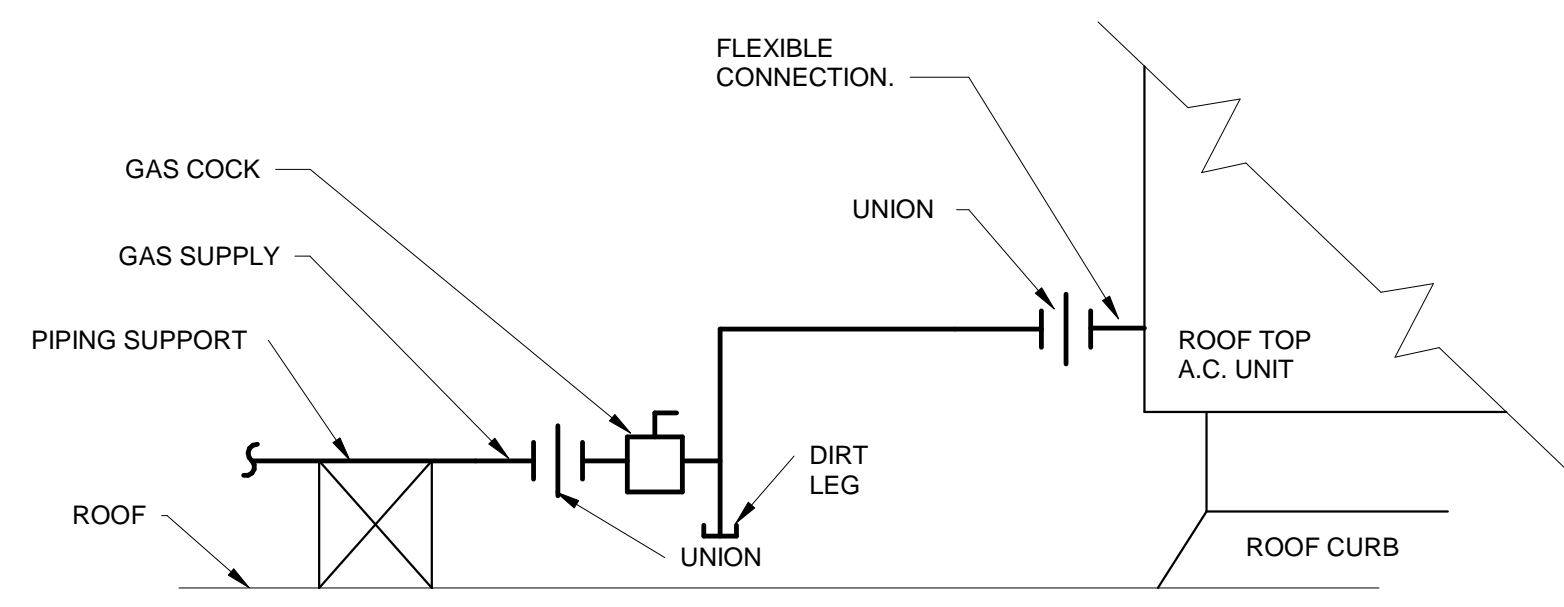 FLEXIBLE
CONNECTION.
GAS COCK
UNION
GAS SUPPLY
PIPING SUPPORT
ROOF TOP
A.C. UNIT
DIRT
LEG
ROOF
UNION
ROOF CURB